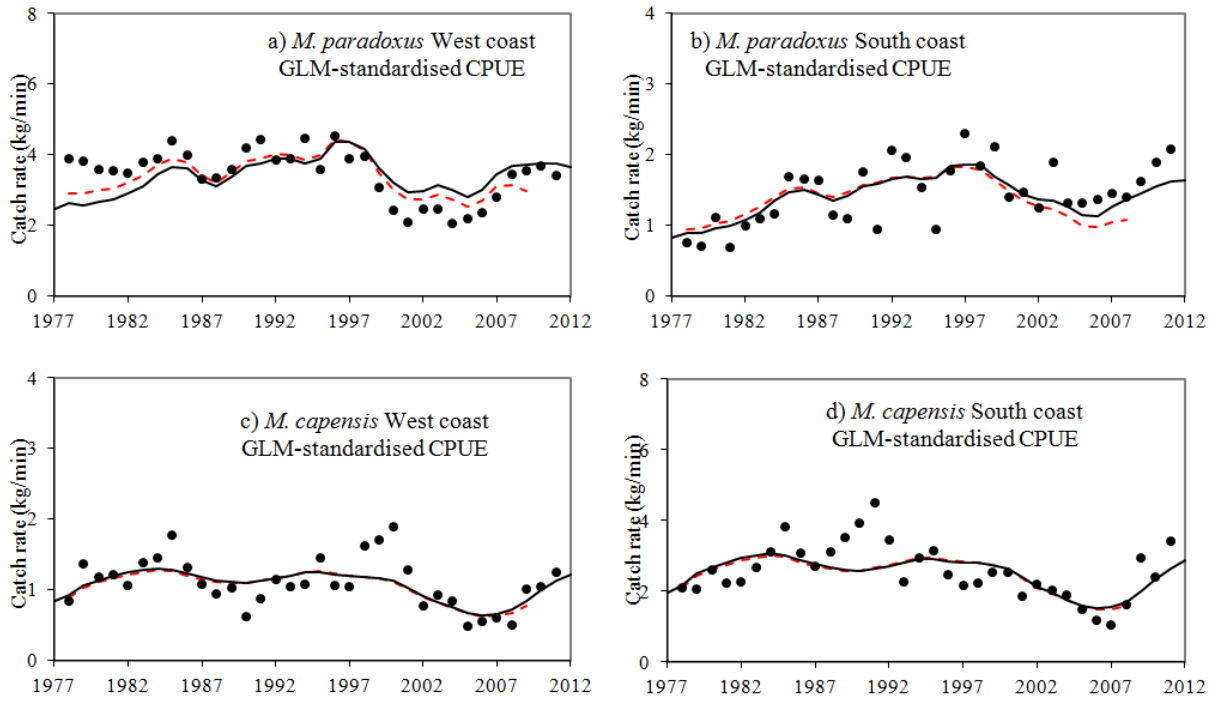 8
6
4
2
0
Catch rate (kg/min)
a) M. paradoxus West coast
GLM-standardised CPUE
1977 1982 1987 1992 1997 2002 2007 2012
4
3
2
1
0
Catch rate (kg/min)
b) M. paradoxus South coast
GLM-standardised CPUE
1977 1982 1987 1992 1997 2002 2007 2012
4
3
2
1
0
Catch rate (kg/min)
c) M. capensis West coast
GLM-standardised CPUE
1977 1982 1987 1992 1997 2002 2007 2012
8
6
4
2
0
Catch rate (kg/min)
d) M. capensis South coast
GLM-standardised CPUE
1977 1982 1987 1992 1997 2002 2007 2012